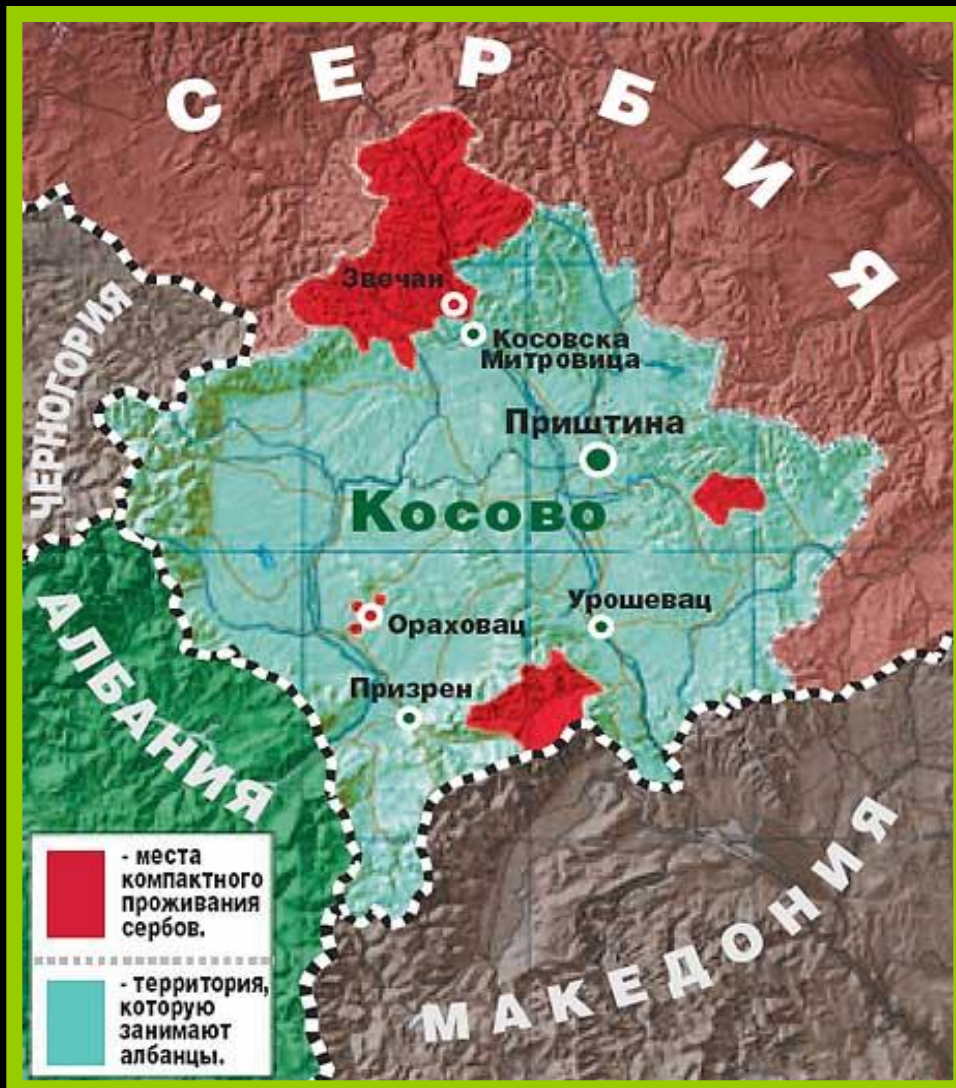 СЕРБИЯ
ЧЕРНОГОРИЯ
Звечан
Косовска
Митровица
Приштина
Косово
Ораховац
Урошевац
Призрен
АЛБАНИЯ
МАКЕДОНИЯ
- места
компактного
проживания
сербов.
- территория,
которую
занимают
албанцы.